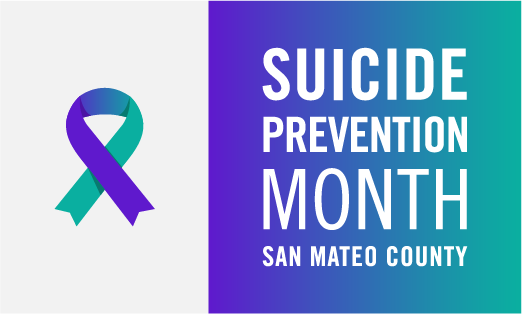 SUICIDE
PREVENTION
MONTH
SAN MATEO COUNTY